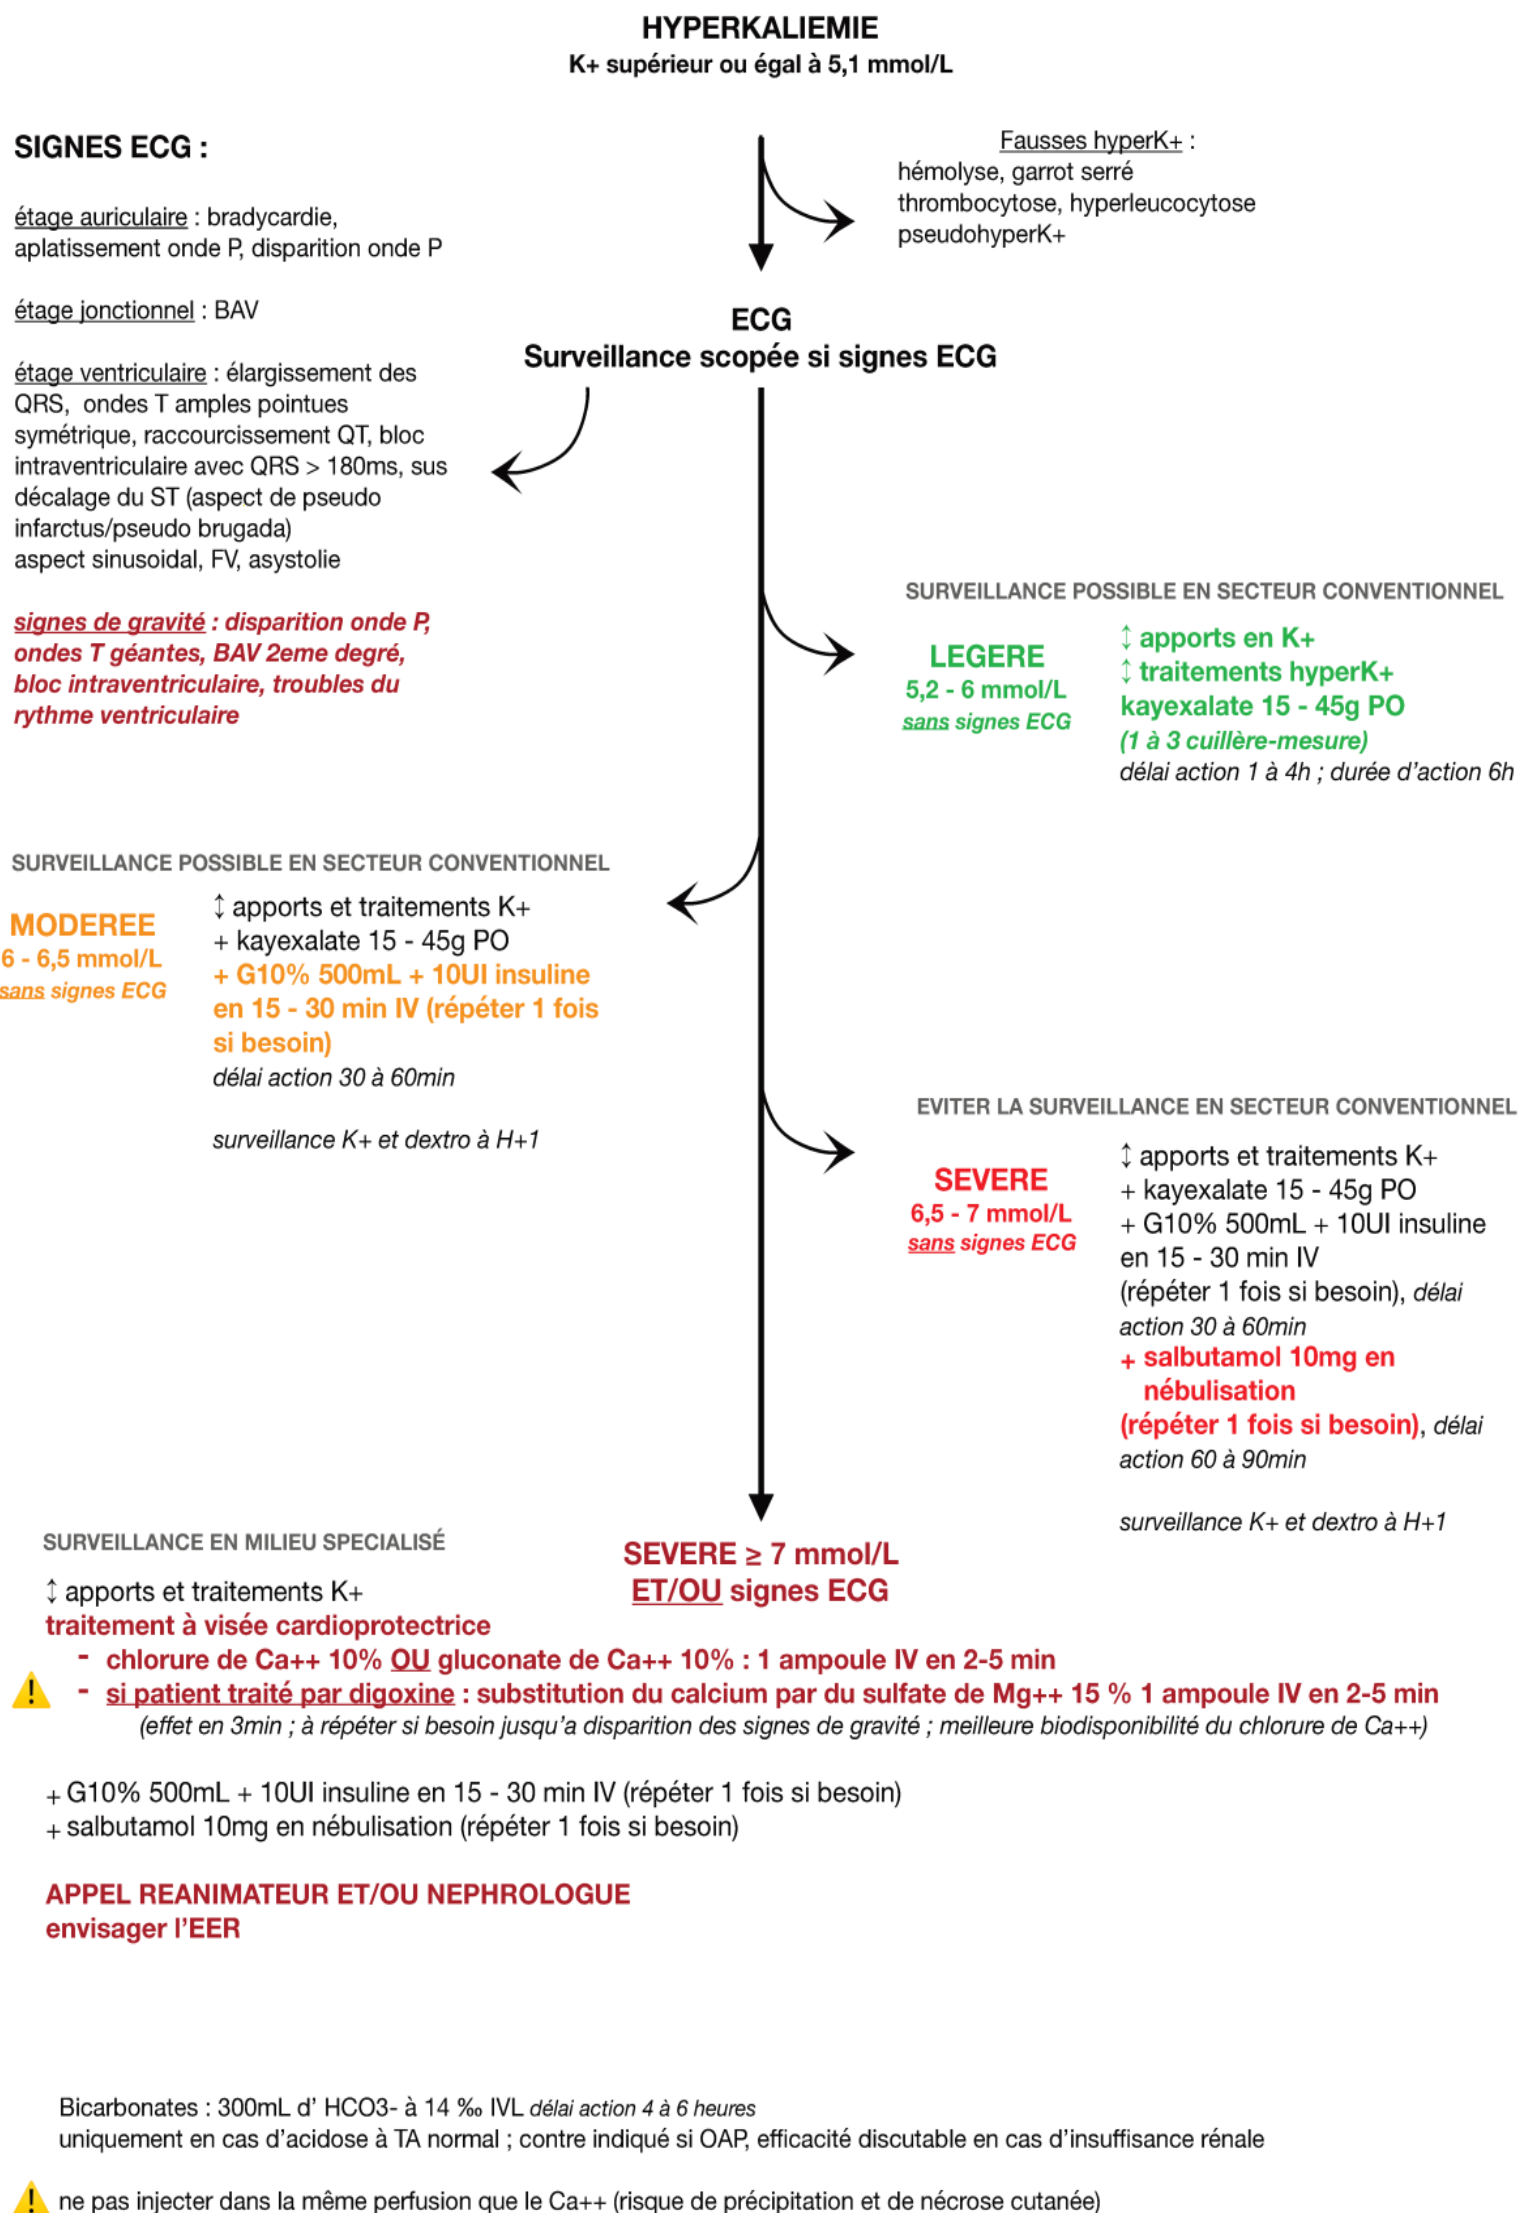 HYPERKALIEMIE
K+ supérieur ou égal à 5,1 mmol/L
SIGNES ECG :
étage auriculaire : bradycardie,
aplatissement onde P, disparition onde P
étage jonctionnel : BAV
étage ventriculaire : élargissement des
QRS, ondes T amples pointues
symétrique, raccourcissement QT, bloc
intraventriculaire avec QRS > 180ms, sus
décalage du ST (aspect de pseudo
infarctus/pseudo brugada)
aspect sinusoidal, FV, asystolie
signes de gravité : disparition onde P,
ondes T géantes, BAV 2eme degré,
bloc intraventriculaire, troubles du
rythme ventriculaire
Fausses hyperK+ :
hémolyse, garrot serré
thrombocytose, hyperleucocytose
pseudohyperK+
ECG
Surveillance scopée si signes ECG
SURVEILLANCE POSSIBLE EN SECTEUR CONVENTIONNEL
LEGERE
5,2 - 6 mmol/L
sans signes ECG
↕ apports en K+
↕ traitements hyperK+
kayexalate 15 - 45g PO
(1 à 3 cuillère-mesure)
délai action 1 à 4h ; durée d'action 6h
SURVEILLANCE POSSIBLE EN SECTEUR CONVENTIONNEL
MODEREE
6 - 6,5 mmol/L
sans signes ECG
↕ apports et traitements K+
+ kayexalate 15 - 45g PO
+ G10% 500mL + 10UI insuline
en 15 - 30 min IV (répéter 1 fois
si besoin)
délai action 30 à 60min
surveillance K+ et dextro à H+1
EVITER LA SURVEILLANCE EN SECTEUR CONVENTIONNEL
SEVERE
6,5 - 7 mmol/L
sans signes ECG
↕ apports et traitements K+
+ kayexalate 15 - 45g PO
+ G10% 500mL + 10UI insuline
en 15 - 30 min IV
(répéter 1 fois si besoin), délai
action 30 à 60min
+ salbutamol 10mg en
nébulisation
(répéter 1 fois si besoin), délai
action 60 à 90min
surveillance K+ et dextro à H+1
SEVERE ≥ 7 mmol/L
ET/OU signes ECG
SURVEILLANCE EN MILIEU SPECIALISÉ
↕ apports et traitements K+
traitement à visée cardioprotectrice
- chlorure de Ca++ 10% OU gluconate de Ca++ 10% : 1 ampoule IV en 2-5 min
- si patient traité par digoxine : substitution du calcium par du sulfate de Mg++ 15 % 1 ampoule IV en 2-5 min
(effet en 3min ; à répéter si besoin jusqu'a disparition des signes de gravité ; meilleure biodisponibilité du chlorure de Ca++)
+ G10% 500mL + 10UI insuline en 15 - 30 min IV (répéter 1 fois si besoin)
+ salbutamol 10mg en nébulisation (répéter 1 fois si besoin)
APPEL REANIMATEUR ET/OU NEPHROLOGUE
envisager l'EER
Bicarbonates : 300mL d' HCO3- à 14 ‰ IVL délai action 4 à 6 heures
uniquement en cas d'acidose à TA normal ; contre indiqué si OAP, efficacité discutable en cas d'insuffisance rénale
ne pas injecter dans la même perfusion que le Ca++ (risque de précipitation et de nécrose cutanée)